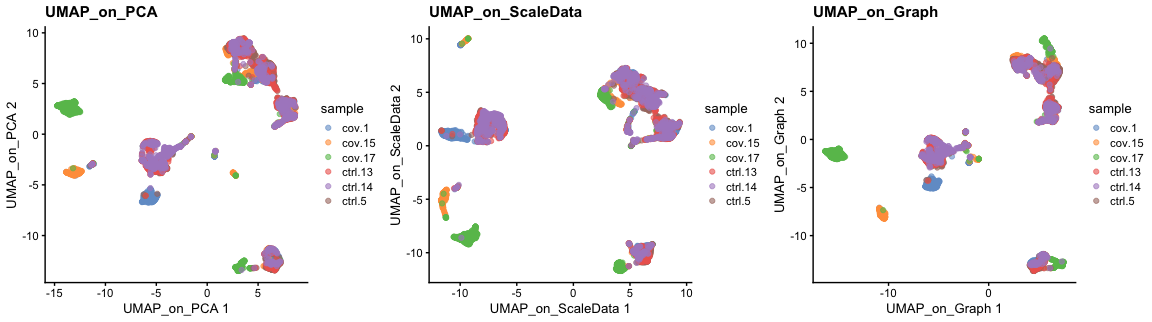 UMAP_on_PCA
UMAP_on_PCA 2
10
5
0
-5
-10
-15
-10
-5
0
5
UMAP_on_PCA 1
sample
cov.1
cov.15
cov.17
ctrl.13
ctrl.14
ctrl.5
UMAP_on_ScaleData
UMAP_on_ScaleData 2
10
5
0
-5
-10
-10
-5
0
5
10
UMAP_on_ScaleData 1
sample
cov.1
cov.15
cov.17
ctrl.13
ctrl.14
ctrl.5
UMAP_on_Graph
UMAP_on_Graph 2
10
5
0
-5
-10
-10
0
UMAP_on_Graph 1
sample
cov.1
cov.15
cov.17
ctrl.13
ctrl.14
ctrl.5